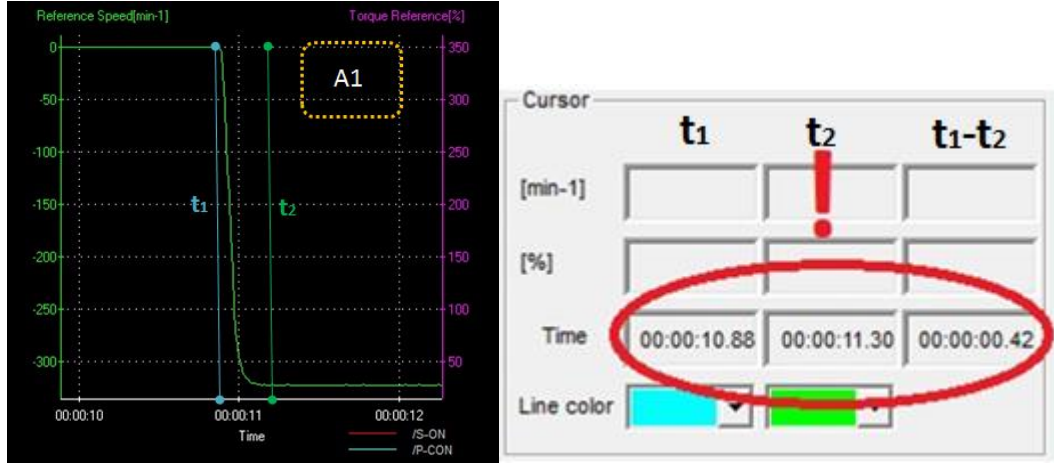 Reference Speed[min-1] Torque Reference[%]
0 350
A1
-50 300
-100 250
-150 t1 t2 200
-200 150
-250 100
-300 50
00:00:10 00:00:11 00:00:12
Time
/S-ON
/P-CON
Cursor
t1 t2 t1-t2
[min-1] !
[%]
Time 00:00:10.88 00:00:11.30 00:00:00.42
Line color